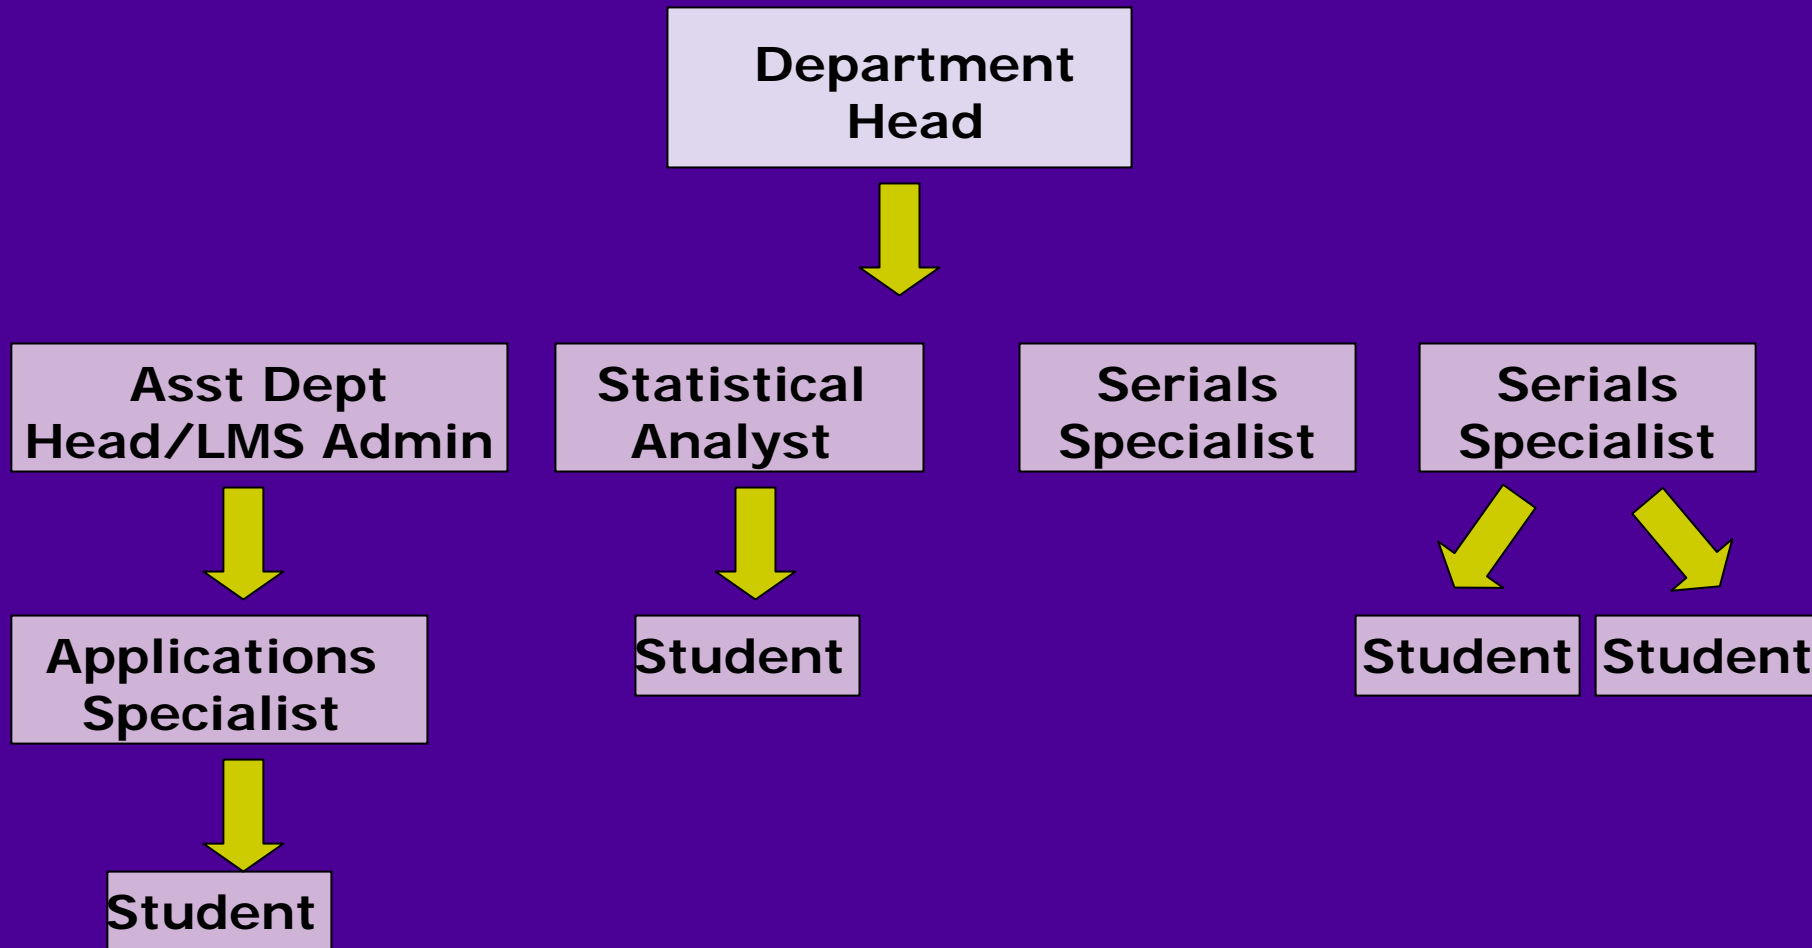 Department
Head
Asst Dept
Head/LMS Admin
Statistical
Analyst
Serials
Specialist
Serials
Specialist
Applications
Specialist
Student
Student
Student
Student